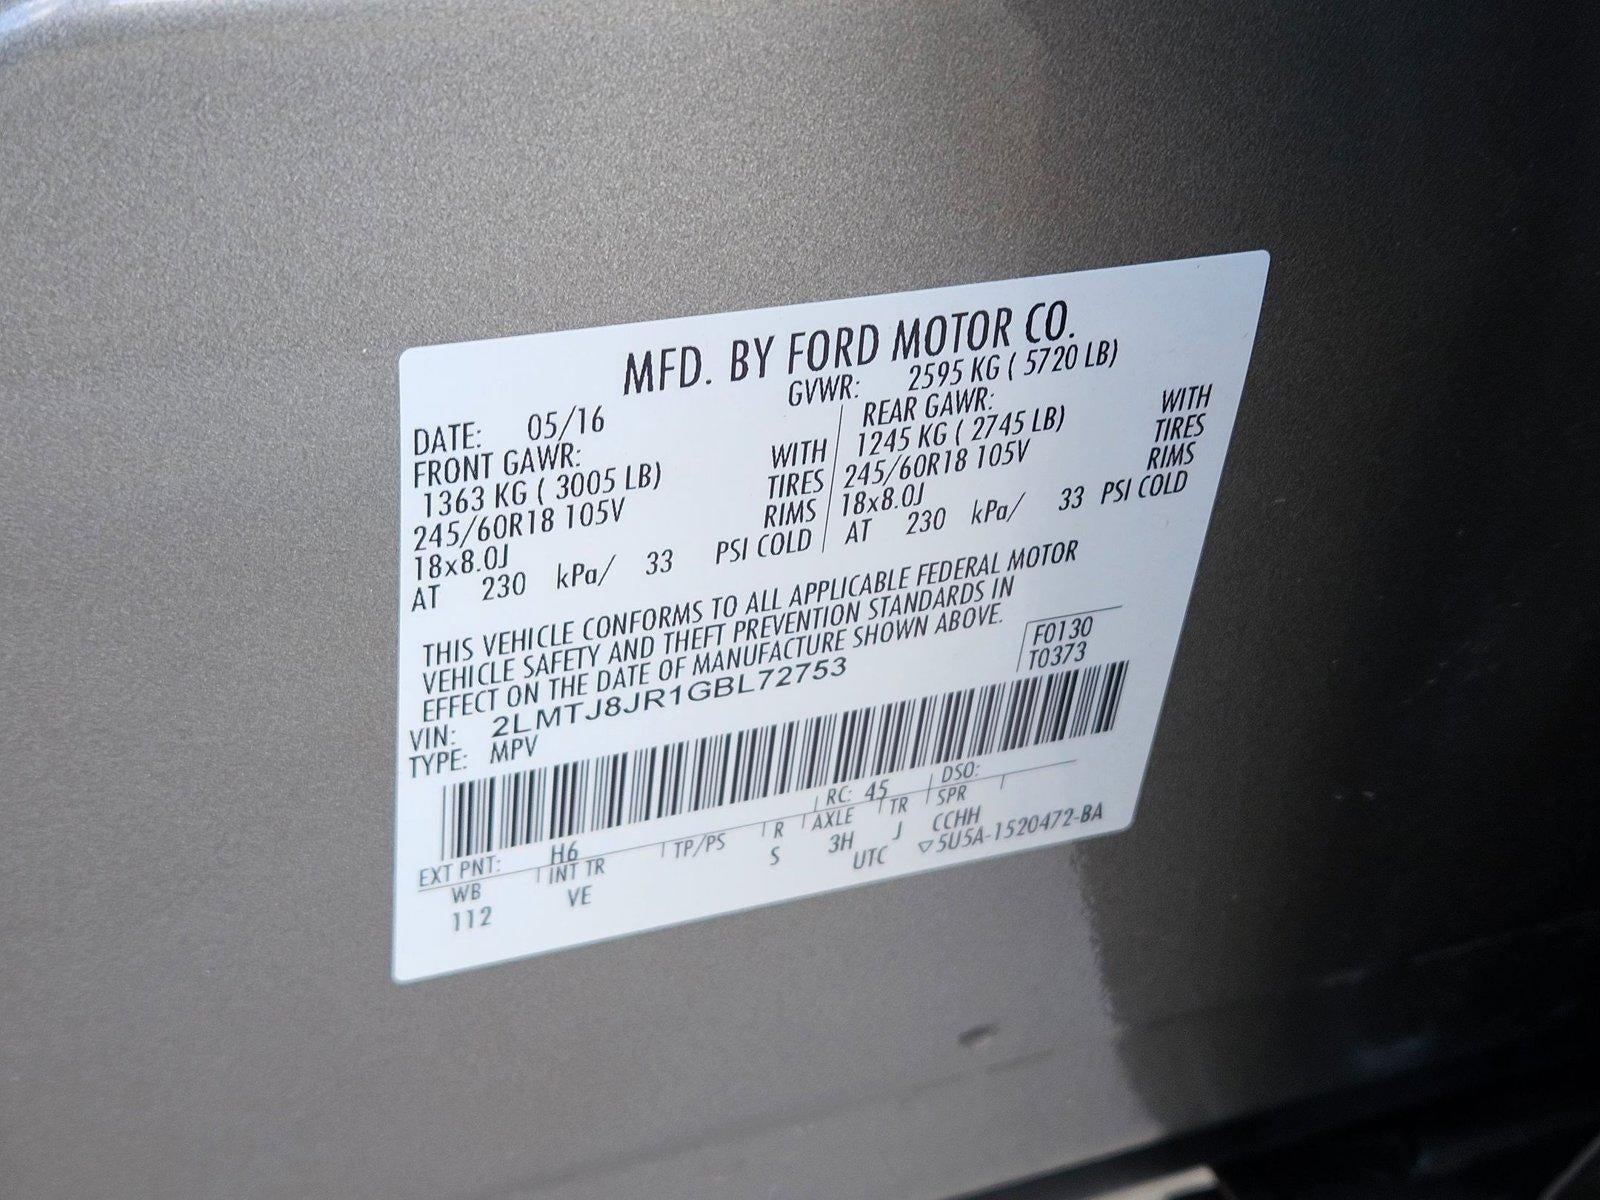 MFD. BY FORD MOTOR CO.
DATE: 05/16 GVWR: 2595 KG ( 5720 LB)
FRONT GAWR: REAR GAWR:
1363 KG ( 3005 LB) WITH 1245 KG ( 2745 LB) WITH
245/60R18 105V TIRES 245/60R18 105V TIRES
18x8.0J RIMS 18x8.0J RIMS
AT 230 kPa/ 33 PSI COLD AT 230 kPa/ 33 PSI COLD
THIS VEHICLE CONFORMS TO ALL APPLICABLE FEDERAL MOTOR
VEHICLE SAFETY AND THEFT PREVENTION STANDARDS IN
EFFECT ON THE DATE OF MANUFACTURE SHOWN ABOVE.
F0130
T0373
VIN: 2LMTJ8JR1GBL72753
TYPE: MPV
EXT PNT: H6 RC: 45 DSO:
WB INT TR TP/PS R AXLE TR SPR
112 VE S 3H J CCHH
UTC ▽5U5A-1520472-BA